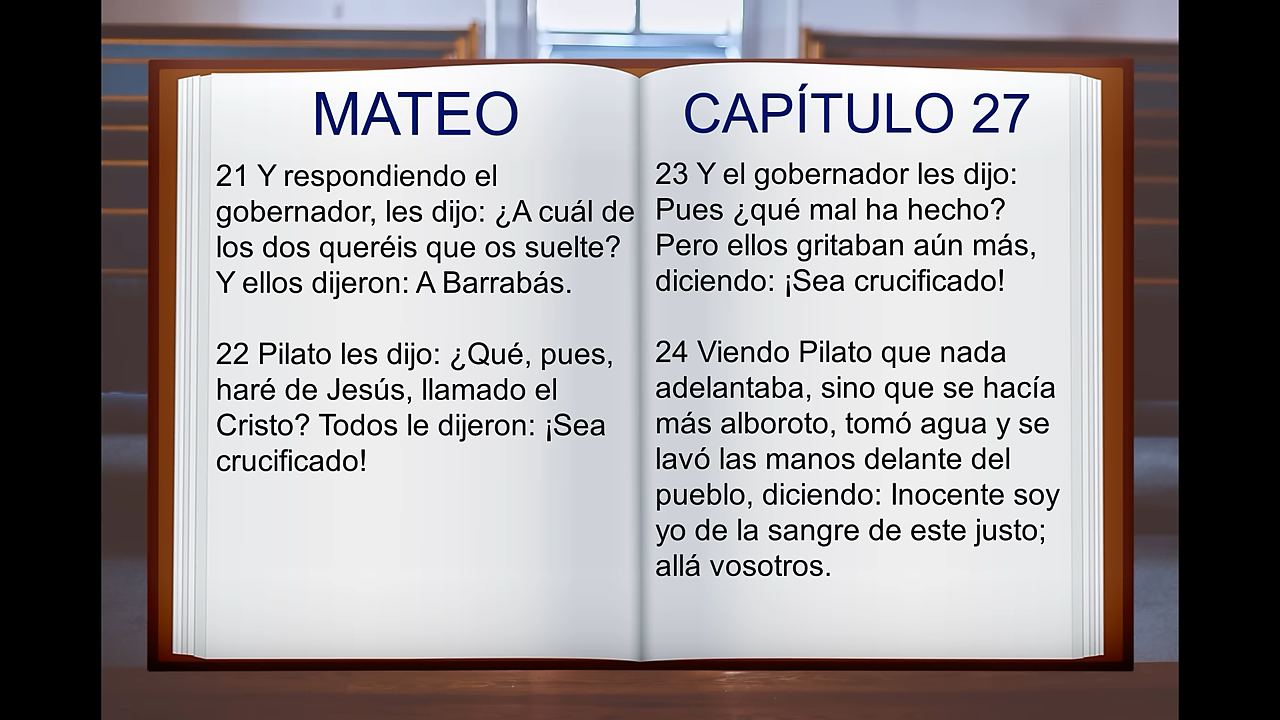 MATEO
21 Y respondiendo el
gobernador, les dijo: ¿A cuál de
los dos queréis que os suelte?
Y ellos dijeron: A Barrabás.
22 Pilato les dijo: ¿Qué, pues,
haré de Jesús, llamado el
Cristo? Todos le dijeron: ¡Sea
crucificado!
CAPÍTULO 27
23 Y el gobernador les dijo:
Pues ¿qué mal ha hecho?
Pero ellos gritaban aún más,
diciendo: ¡Sea crucificado!
24 Viendo Pilato que nada
adelantaba, sino que se hacía
más alboroto, tomó agua y se
lavó las manos delante del
pueblo, diciendo: Inocente soy
yo de la sangre de este justo;
allá vosotros.